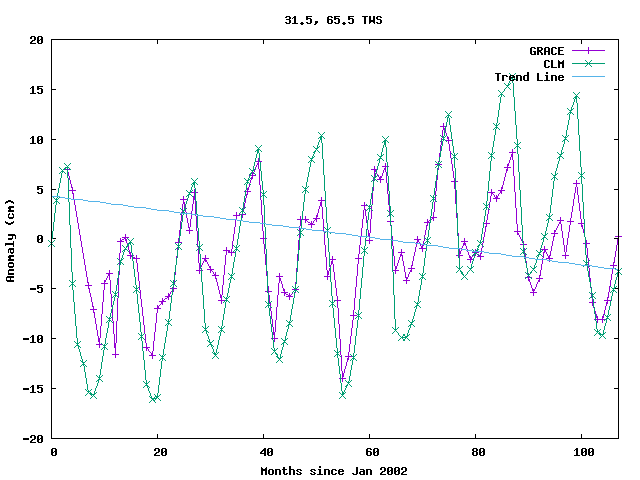 31.5, 65.5 TWS
GRACE
CLM
Trend Line
20
15
10
5
0
-5
-10
-15
-20
Anomaly (cm)
0 20 40 60 80 100
Months since Jan 2002